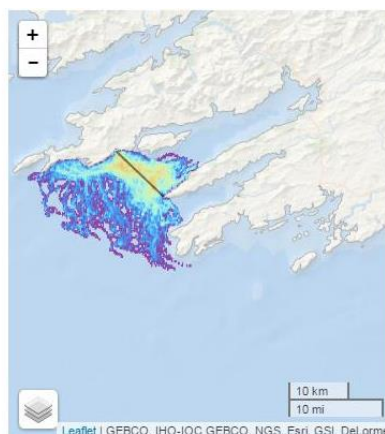 +
−
10 km
10 mi
Leaflet | GEBCO, IHO-IOC GEBCO, NGS, Esri, GSI, DeLorme